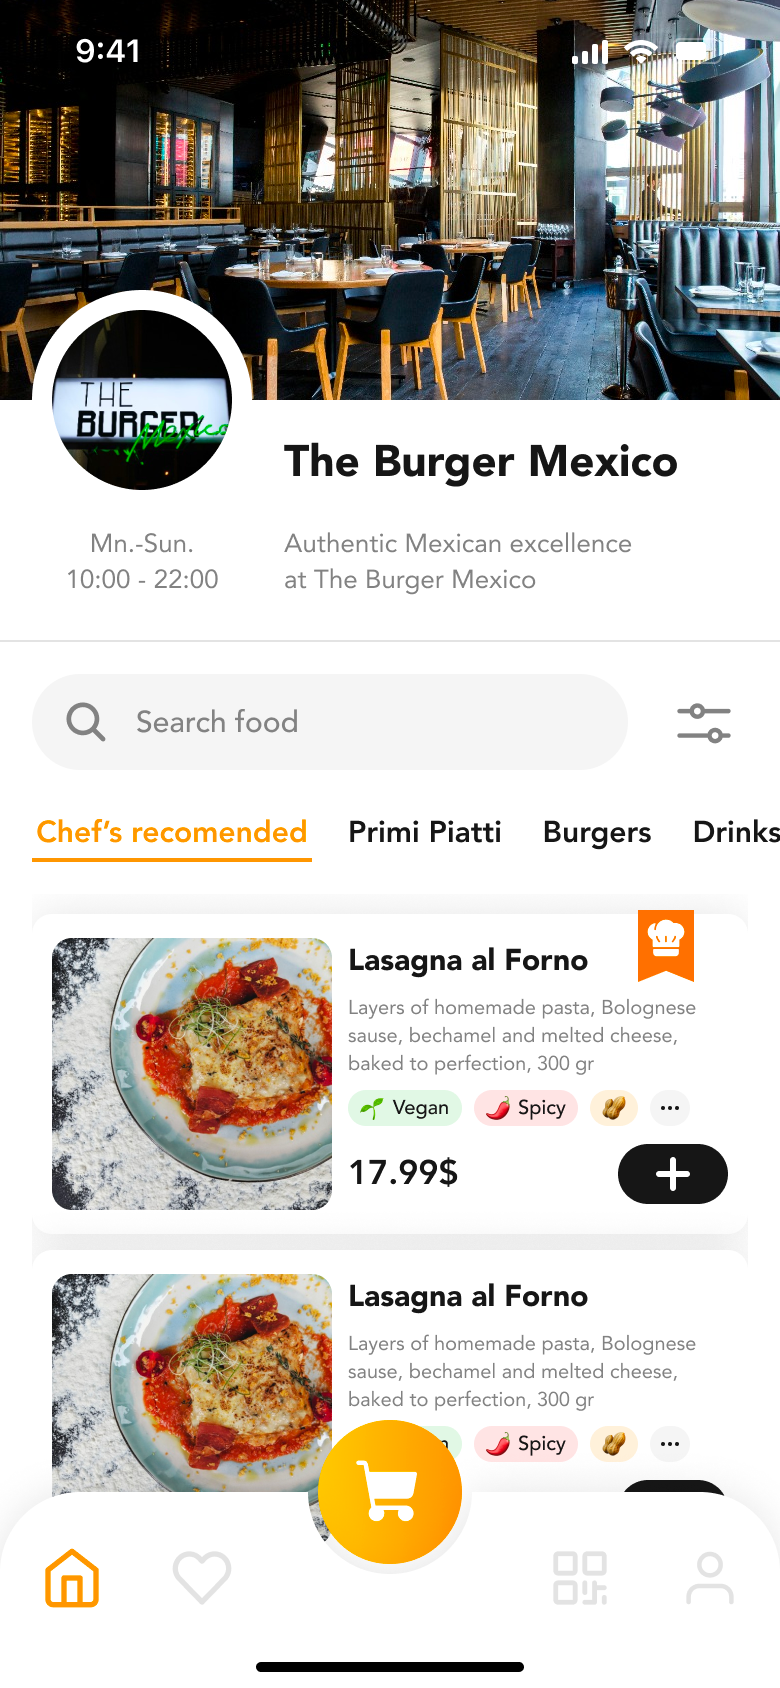 9:41
THE
BURGER
Mexico
The Burger Mexico
Mn.-Sun.
10:00 - 22:00
Authentic Mexican excellence
at The Burger Mexico
Search food
Chef's recomended
Primi Piatti
Burgers
Drinks
Lasagna al Forno
Layers of homemade pasta, Bolognese
sause, bechamel and melted cheese,
baked to perfection, 300 gr
Vegan
Spicy
...
17.99$
Lasagna al Forno
Layers of homemade pasta, Bolognese
sause, bechamel and melted cheese,
baked to perfection, 300 gr
Spicy
...